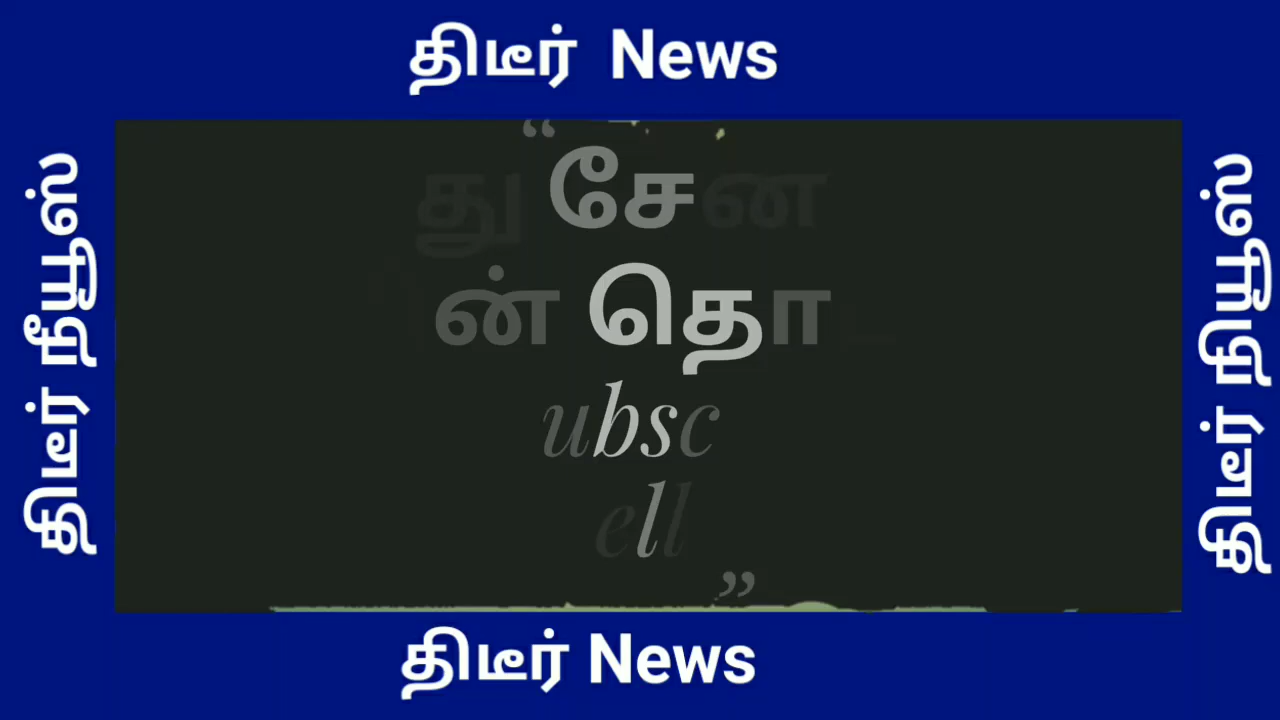 திடீர் News
திடீர் நீயூஸ்
“
து சேன
ன் தொ
ubsc
ell
”
திடீர் நியூஸ்
திடீர் News